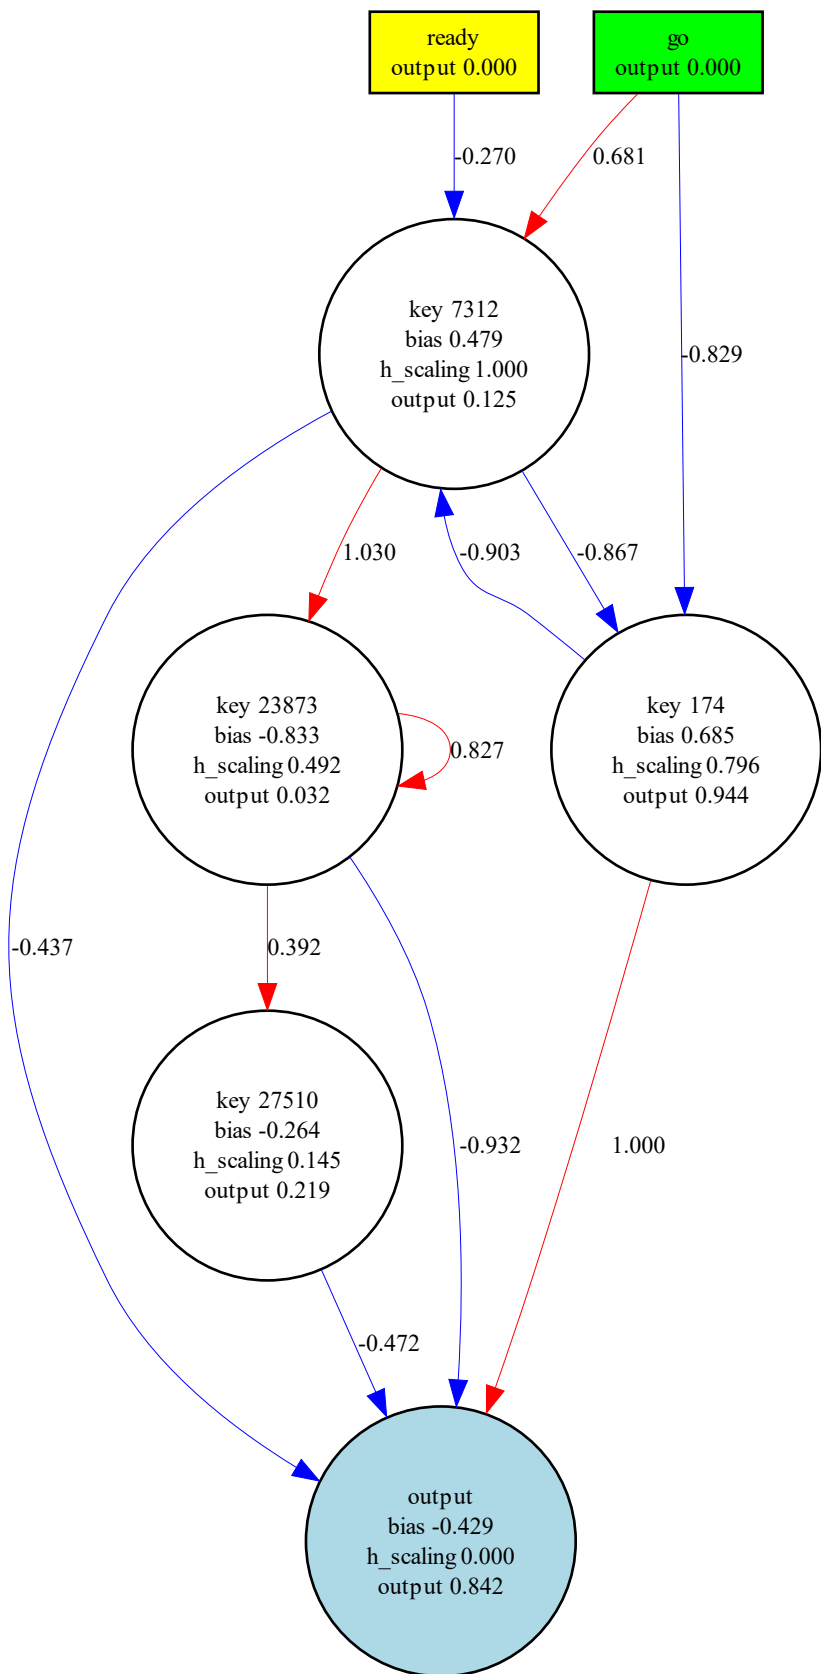 ready
output 0.000
go
output 0.000
-0.270
0.681
key 7312
bias 0.479
h_scaling 1.000
output 0.125
-0.829
1.030
-0.903
-0.867
key 23873
bias -0.833
h_scaling 0.492
output 0.032
0.827
key 174
bias 0.685
h_scaling 0.796
output 0.944
-0.437
0.392
key 27510
bias -0.264
h_scaling 0.145
output 0.219
-0.932
1.000
-0.472
output
bias -0.429
h_scaling 0.000
output 0.842